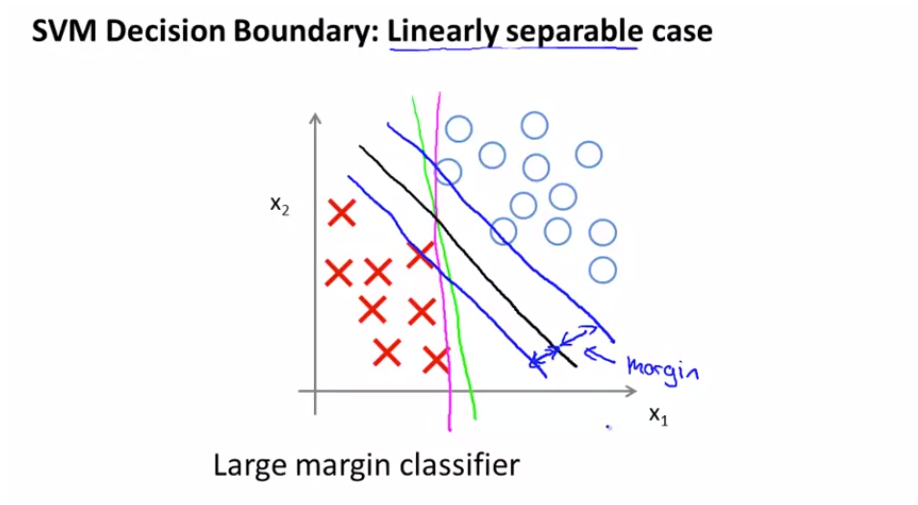 SVM Decision Boundary: Linearly separable case
x2
margin
x1
Large margin classifier